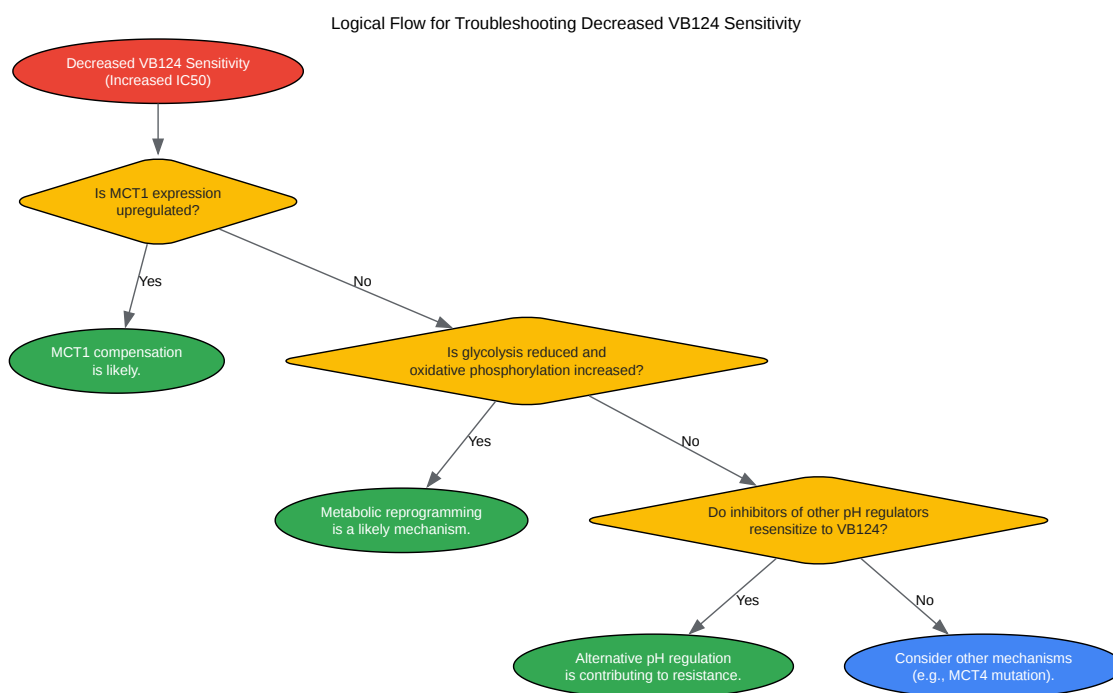 Logical Flow for Troubleshooting Decreased VB124 Sensitivity
Decreased VB124 Sensitivity
(Increased IC50)
Is MCT1 expression
upregulated?
Yes
No
MCT1 compensation
is likely.
Is glycolysis reduced and
oxidative phosphorylation increased?
Yes
No
Metabolic reprogramming
is a likely mechanism.
Do inhibitors of other pH regulators
resensitize to VB124?
Yes
No
Alternative pH regulation
is contributing to resistance.
Consider other mechanisms
(e.g., MCT4 mutation).